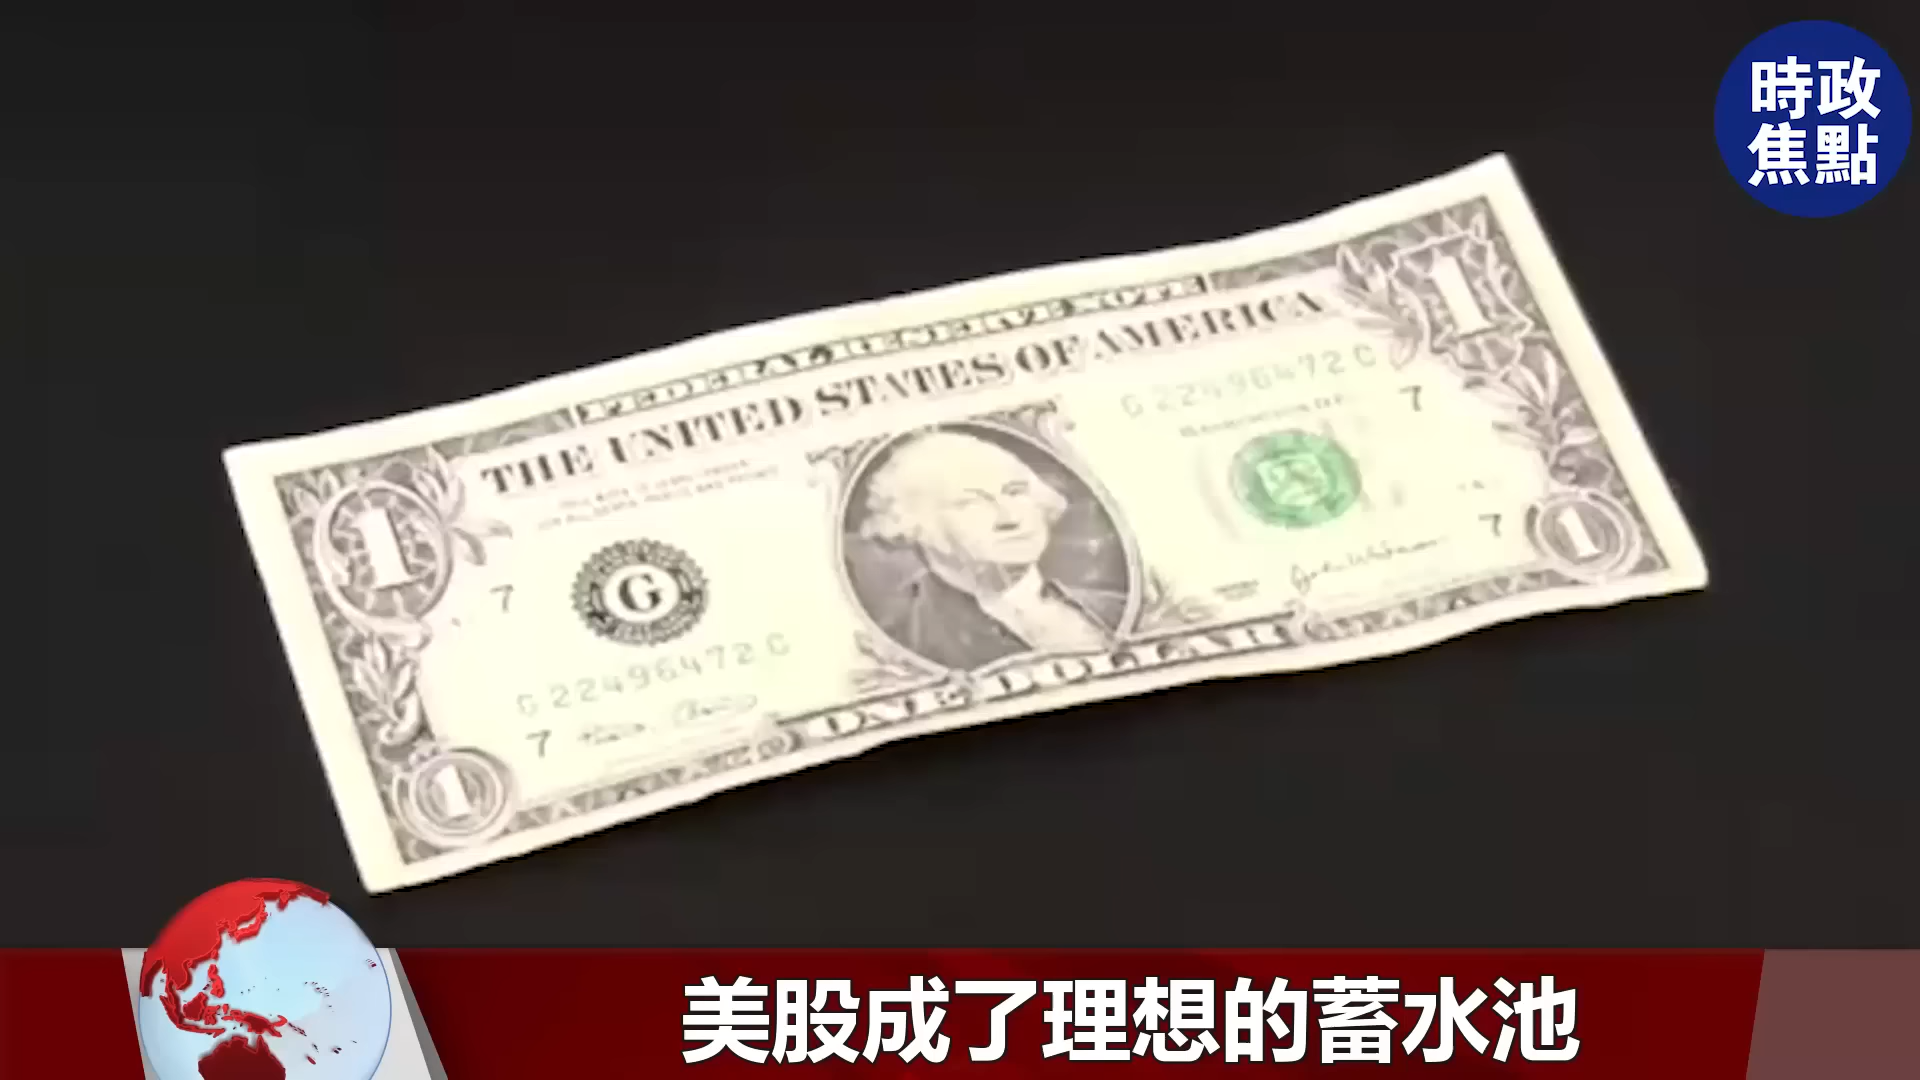 時政
焦點
FEDERAL RESERVE NOTE
THE UNITED STATES OF AMERICA
1
1
G 22496472 C
7
7
G
7
G 22496472 C
7
ONE DOLLAR
1
1
美股成了理想的蓄水池